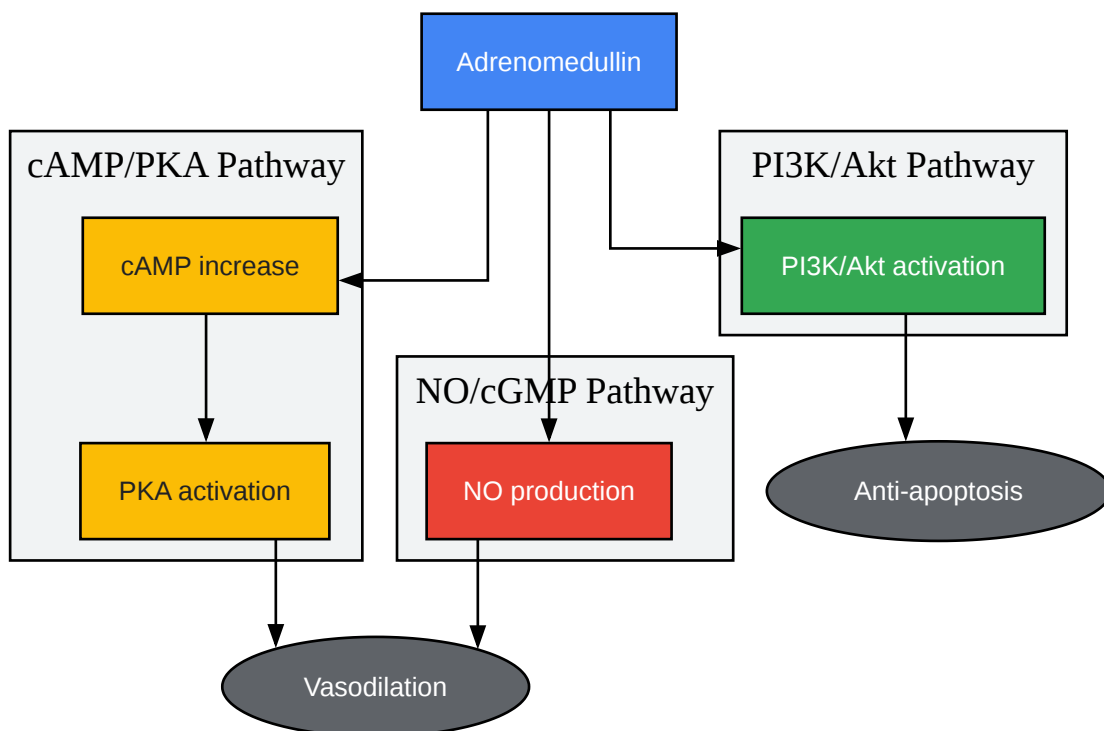 Adrenomedullin
cAMP/PKA Pathway
cAMP increase
PKA activation
NO/cGMP Pathway
NO production
PI3K/Akt Pathway
PI3K/Akt activation
Anti-apoptosis
Vasodilation